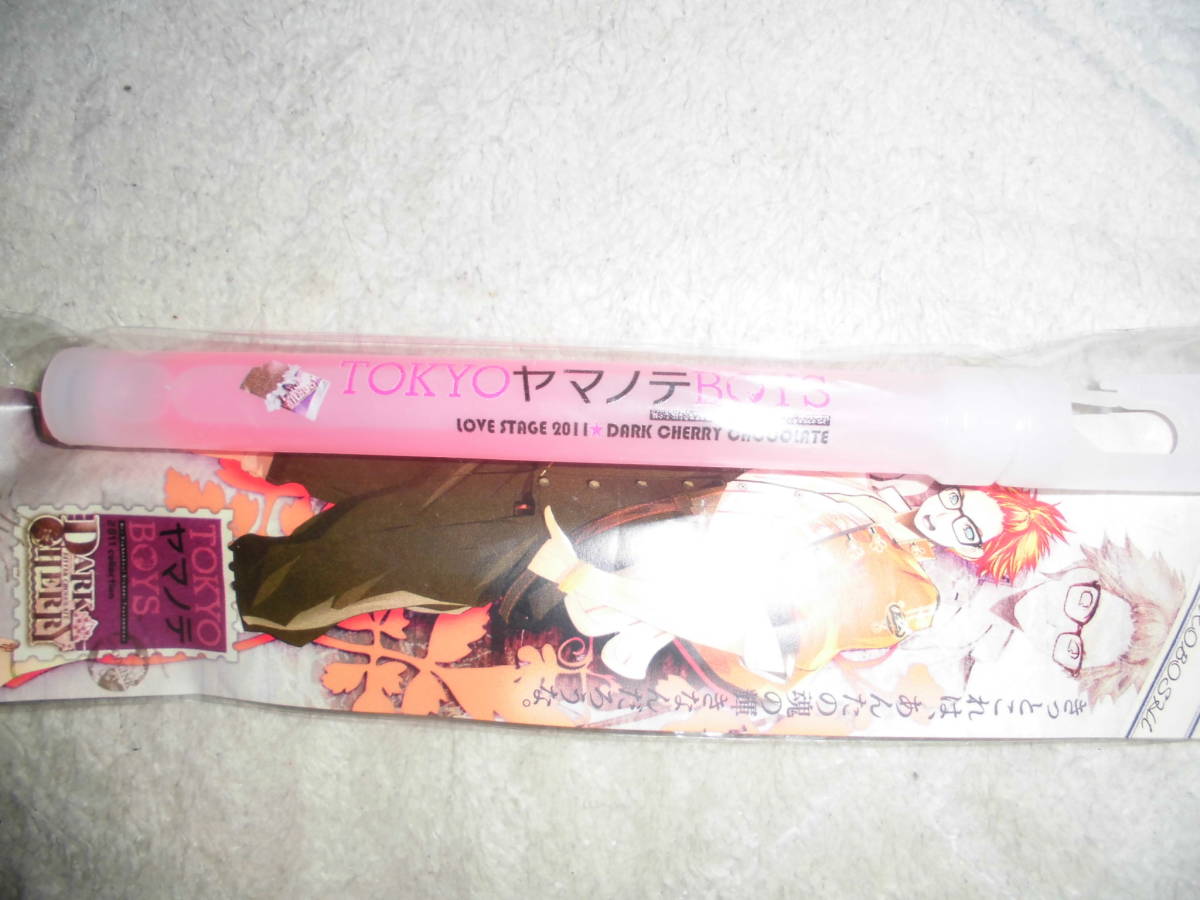 TOKYOヤマノテBOYS
LOVE STAGE 2011★DARK CHERRY CHOCOLATE
TOKYO
ヤマノテ
BOYS
DARK
CHERRY
きっとこれは、あんたの魂の輝きなんだろうな。